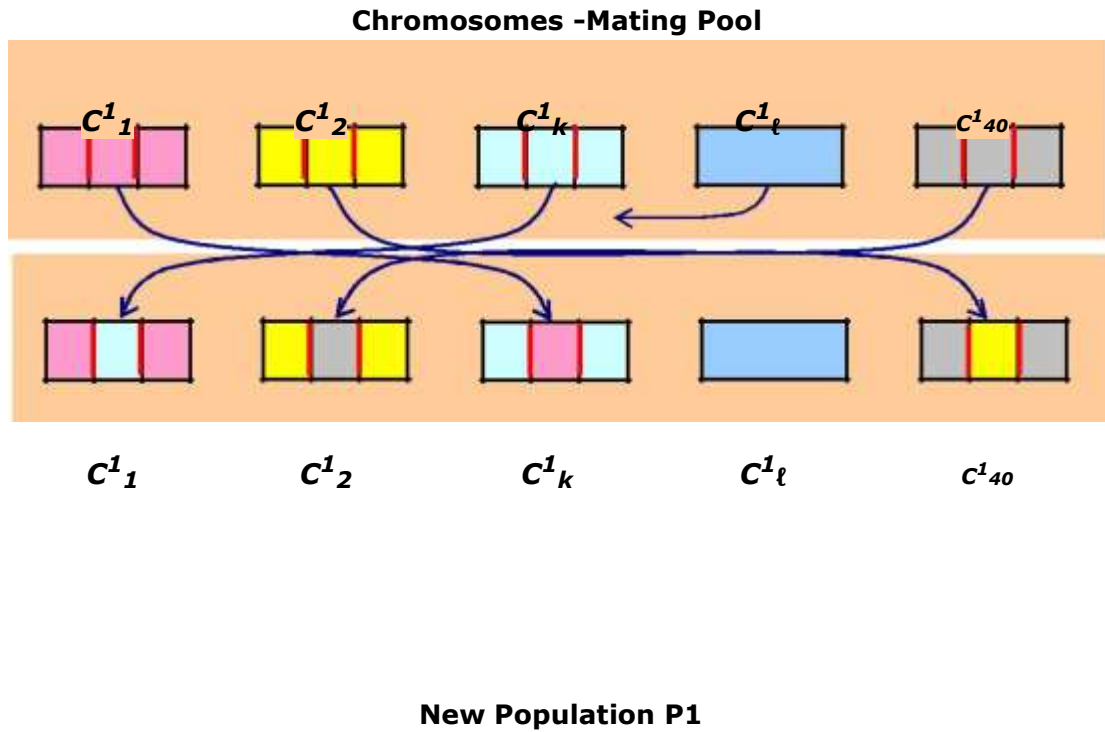 Chromosomes -Mating Pool
C¹₁ C¹₂ C¹ₖ C¹ℓ C¹₄₀
C¹₁ C¹₂ C¹ₖ C¹ℓ C¹₄₀
New Population P1